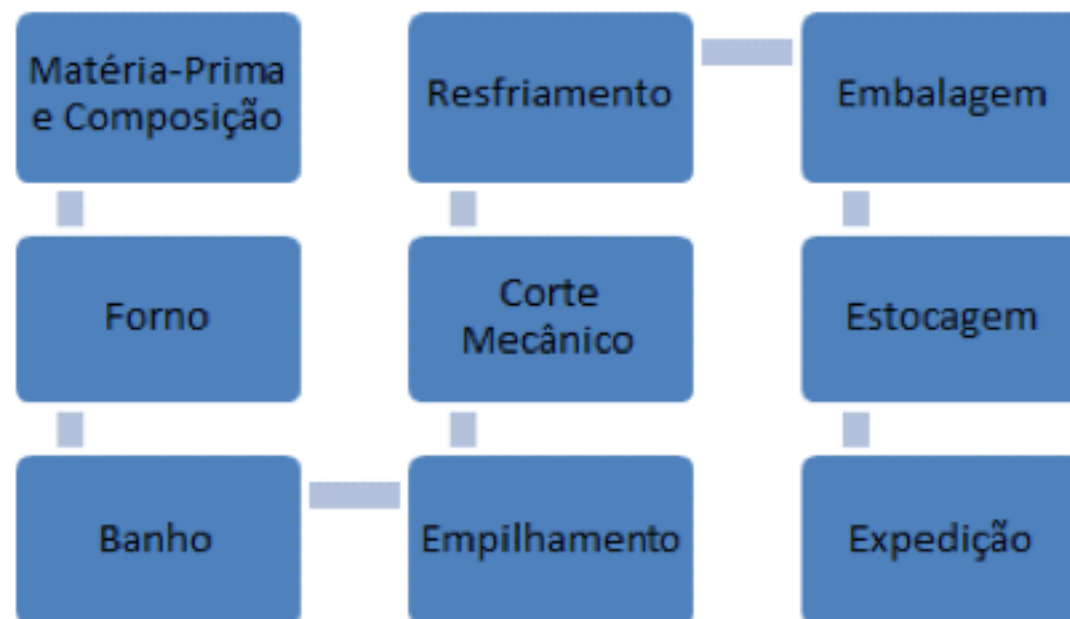 Matéria-Prima
e Composição
Forno
Banho
Empilhamento
Corte
Mecânico
Resfriamento
Embalagem
Estocagem
Expedição